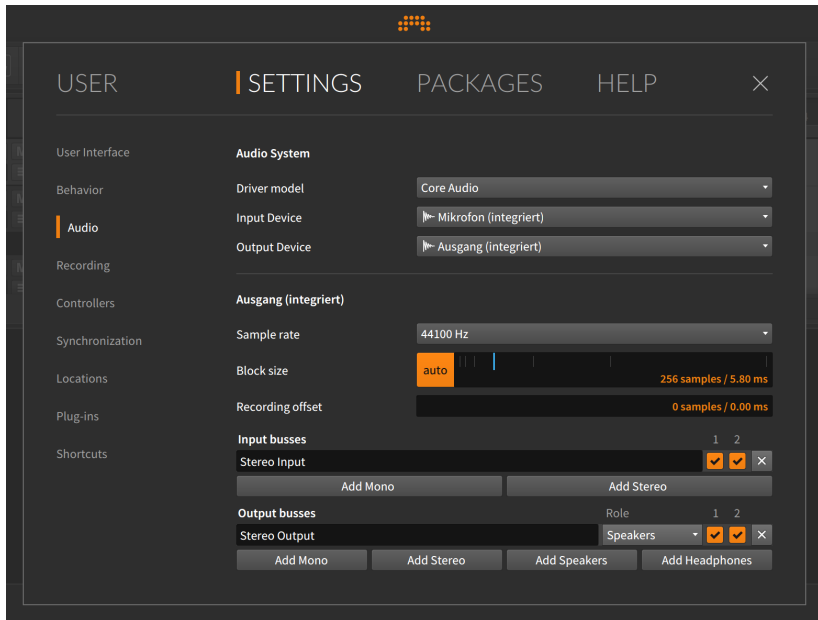 USER
SETTINGS
PACKAGES
HELP
User Interface
Behavior
Audio
Recording
Controllers
Synchronization
Locations
Plug-ins
Shortcuts
Audio System
Driver model Core Audio
Input Device Mikrofon (integriert)
Output Device Ausgang (integriert)
Ausgang (integriert)
Sample rate 44100 Hz
Block size auto 256 samples / 5.80 ms
Recording offset 0 samples / 0.00 ms
Input busses 1 2
Stereo Input
Add Mono Add Stereo
Output busses Role 1 2
Stereo Output Speakers
Add Mono Add Stereo Add Speakers Add Headphones